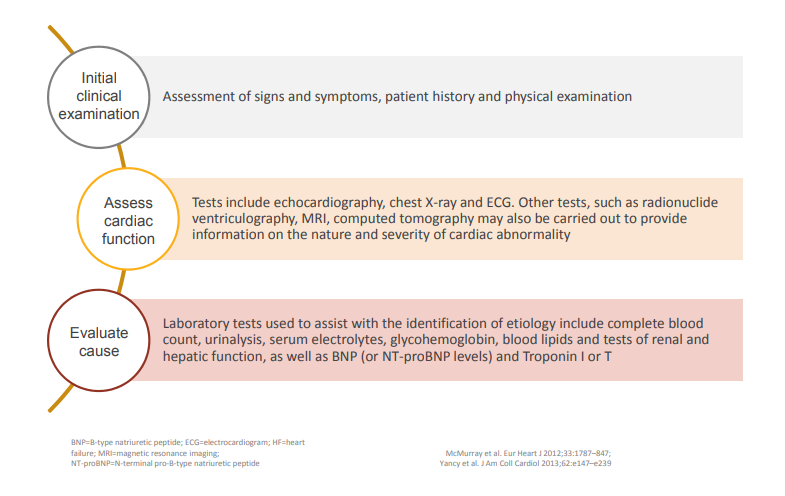 Initial
clinical
examination
Assessment of signs and symptoms, patient history and physical examination
Assess
cardiac
function
Tests include echocardiography, chest X-ray and ECG. Other tests, such as radionuclide
ventriculography, MRI, computed tomography may also be carried out to provide
information on the nature and severity of cardiac abnormality
Evaluate
cause
Laboratory tests used to assist with the identification of etiology include complete blood
count, urinalysis, serum electrolytes, glycohemoglobin, blood lipids and tests of renal and
hepatic function, as well as BNP (or NT-proBNP levels) and Troponin I or T
BNP=B-type natriuretic peptide; ECG=electrocardiogram; HF=heart
failure; MRI=magnetic resonance imaging;
NT-proBNP=N-terminal pro-B-type natriuretic peptide
McMurray et al. Eur Heart J 2012;33:1787–847;
Yancy et al. J Am Coll Cardiol 2013;62:e147–e239